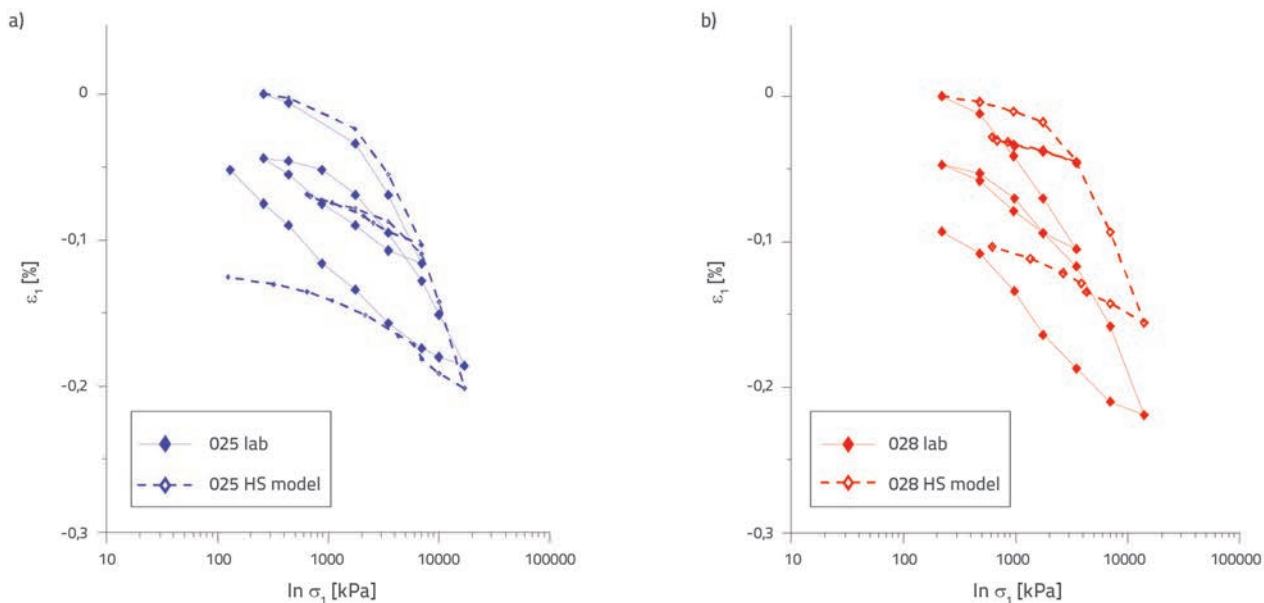 a)
0
-0,1
-0,2
-0,3
ε₁ [%]
025 lab
025 HS model
10 100 1000 10000 100000
ln σ₁ [kPa]
b)
0
-0,1
-0,2
-0,3
ε₁ [%]
028 lab
028 HS model
10 100 1000 10000 100000
ln σ₁ [kPa]